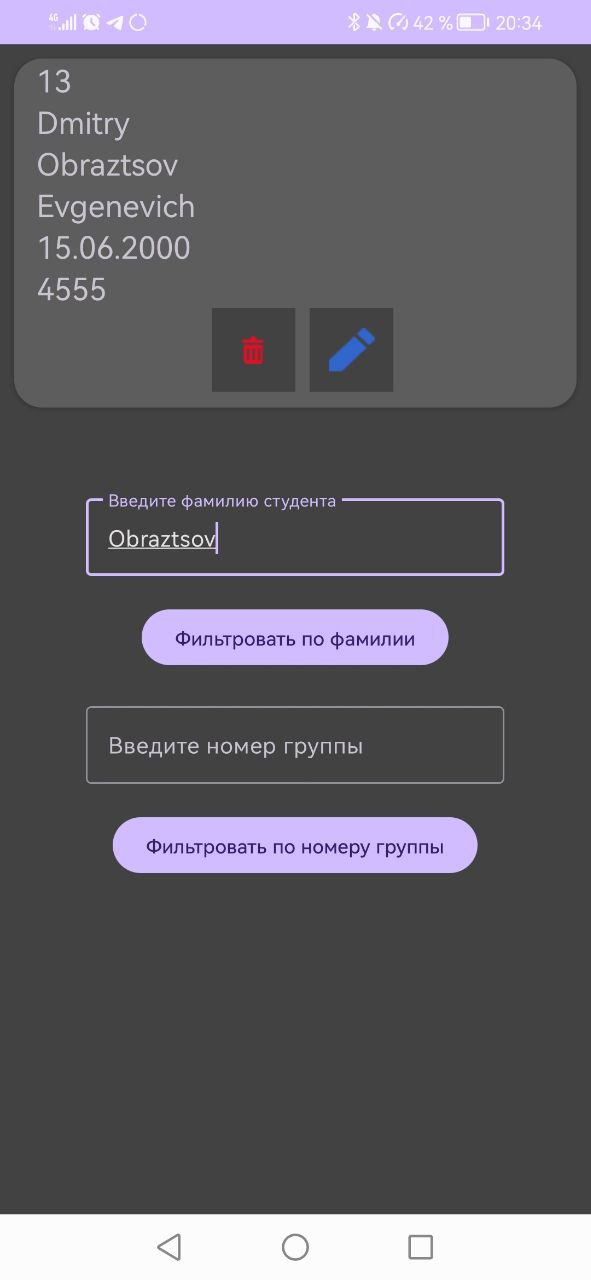 4G 42 % 20:34
13
Dmitry
Obraztsov
Evgenevich
15.06.2000
4555
Введите фамилию студента
Obraztsov
Фильтровать по фамилии
Введите номер группы
Фильтровать по номеру группы